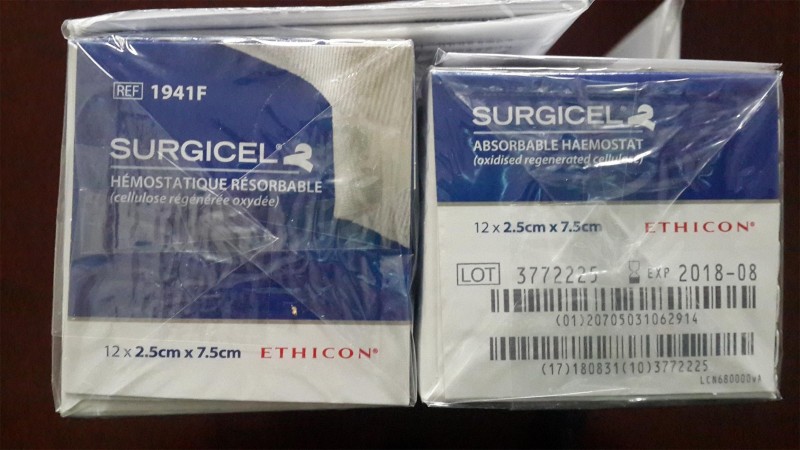 REF 1941F
SURGICEL®
HÉMOSTATIQUE RÉSORBABLE
(cellulose régénérée oxydée)
12 x 2.5cm x 7.5cm ETHICON®
SURGICEL®
ABSORBABLE HAEMOSTAT
(oxidised regenerated cellulose)
12 x 2.5cm x 7.5cm ETHICON®
LOT 3772225 EXP 2018-08
(01)20705031062914
(17)180831(10)3772225
LCN680000wA